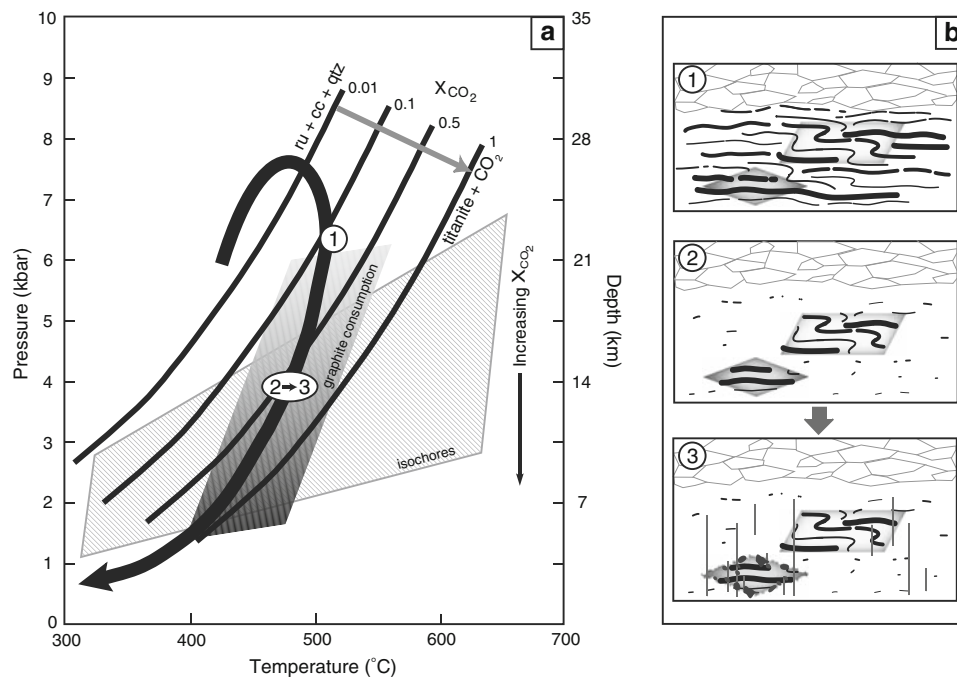 a
b
10
9
8
7
6
5
4
3
2
1
0
Pressure (kbar)
300
400
500
600
700
Temperature (°C)
35
28
21
14
7
Depth (km)
ru + cc + qtz
0.01
0.1
0.5
1
XCO2
titanite + CO2
Increasing XCO2
graphite consumption
isochores
1
2→3
1
2
3